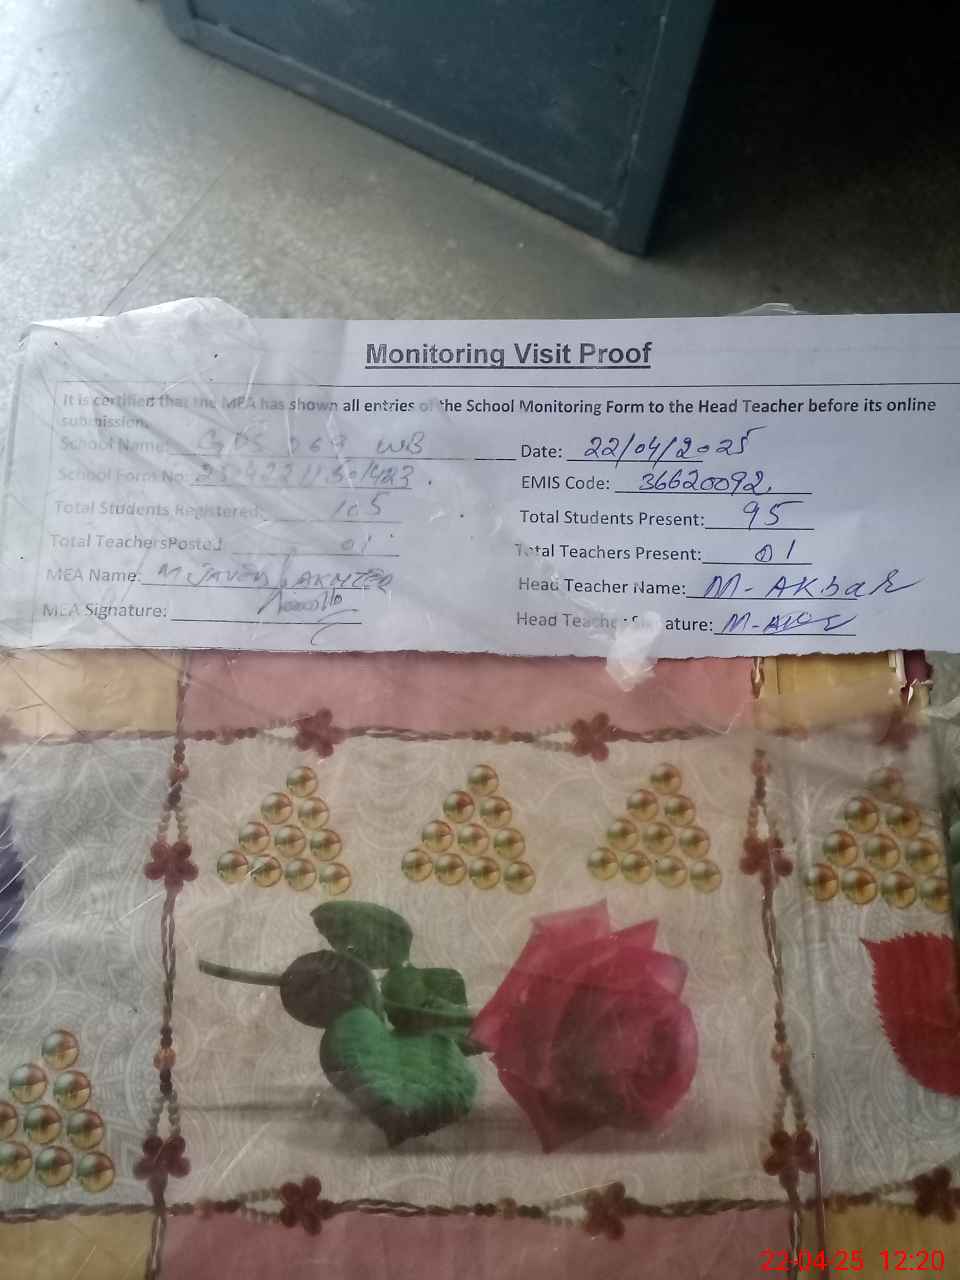 Monitoring Visit Proof
It is certified that the MEA has shown all entries of the School Monitoring Form to the Head Teacher before its online
submission.
School Name: GPS 069 WB Date: 22/04/2025
School Form No: EMIS Code: 36620092
Total Students Registered: 105 Total Students Present: 95
Total TeachersPosted 01 Total Teachers Present: 01
MEA Name: M JAVED AKHTER Head Teacher Name: M-AKbar
MEA Signature: Head Teacher Signature:
22-04-25 12:20